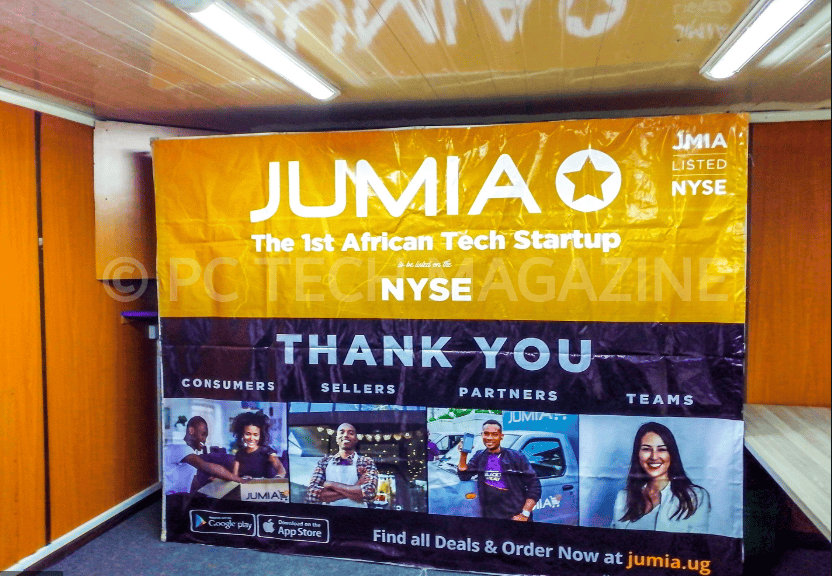 JUMIA
JMIA
LISTED
NYSE
The 1st African Tech Startup
to be listed on the
NYSE
© PC TECH MAGAZINE
THANK YOU
CONSUMERS
SELLERS
PARTNERS
TEAMS
JUMIA
JUMIA
JUMIA
Google play
Download on the
App Store
Find all Deals & Order Now at jumia.ug